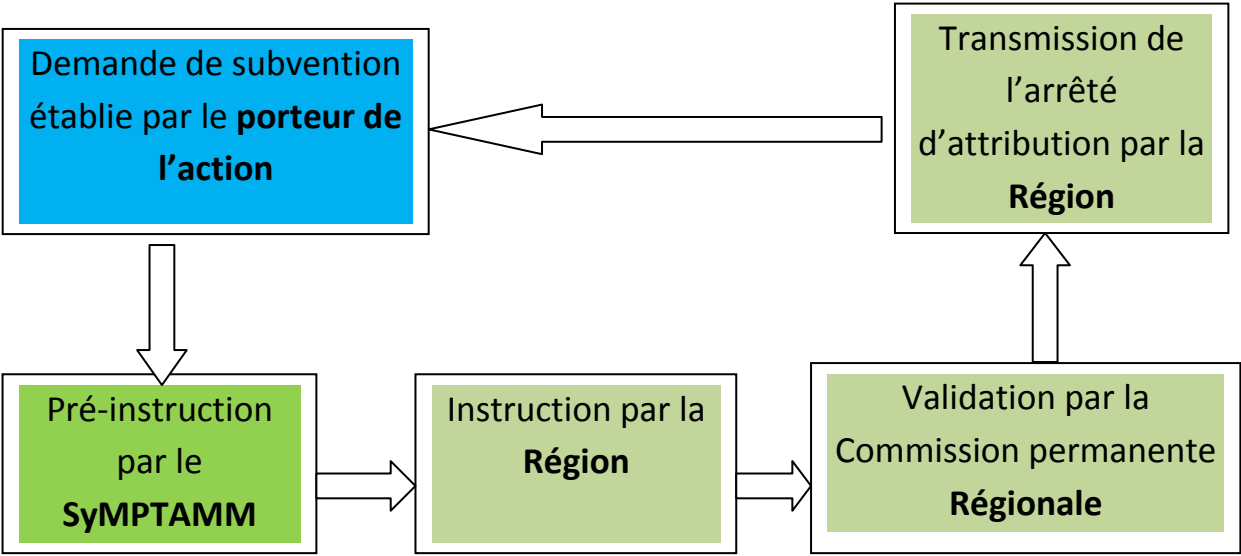 Demande de subvention
établie par le porteur de
l’action
Pré-instruction
par le
SyMPTAMM
Instruction par la
Région
Validation par la
Commission permanente
Régionale
Transmission de
l’arrêté
d’attribution par la
Région